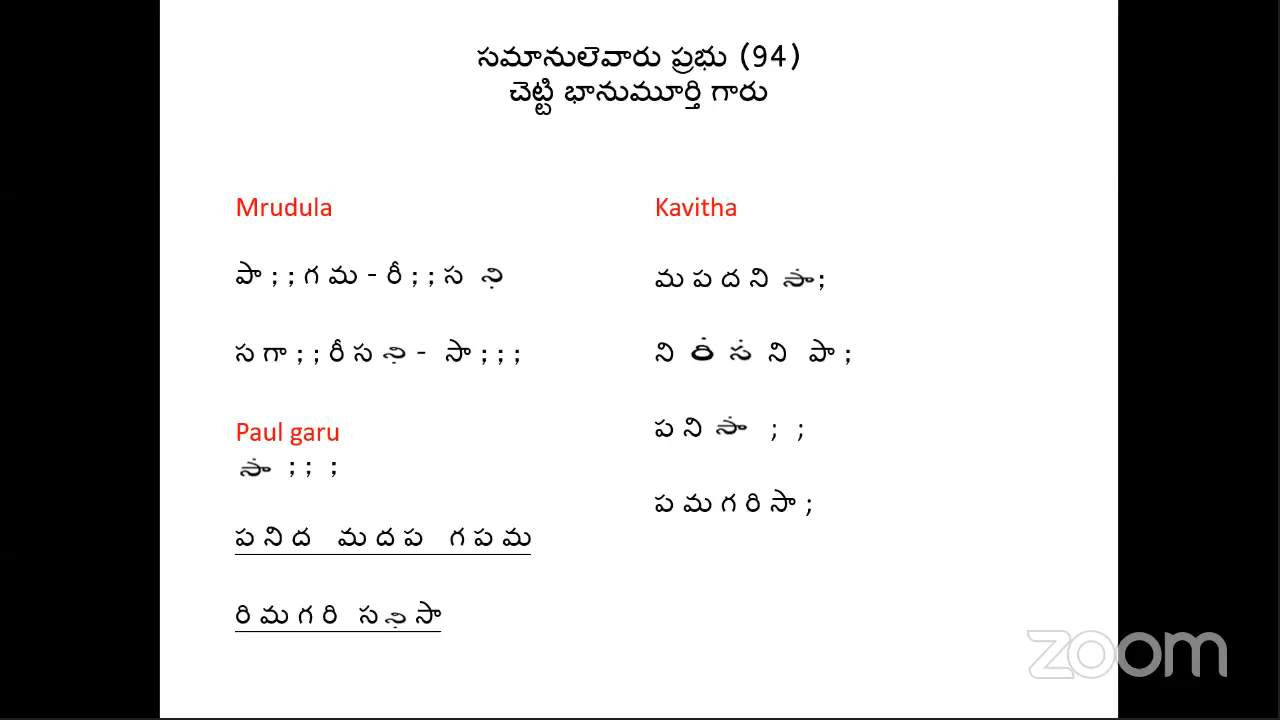 సమానులెవారు ప్రభు (94)
చెట్టి భానుమూర్తి గారు
Mrudula
పా ; ; గ మ - రీ ; ; స ని̣
స గా ; ; రీ స ని̣ - సా ; ; ;
Paul garu
సా̇ ; ; ;
ప ని ద మ ద ప గ ప మ
రి మ గ రి స ని̣ సా
Kavitha
మ ప ద ని సా̇ ;
ని రి̇ స̇ ని పా ;
ప ని సా̇ ; ;
ప మ గ రి సా ;
zoom